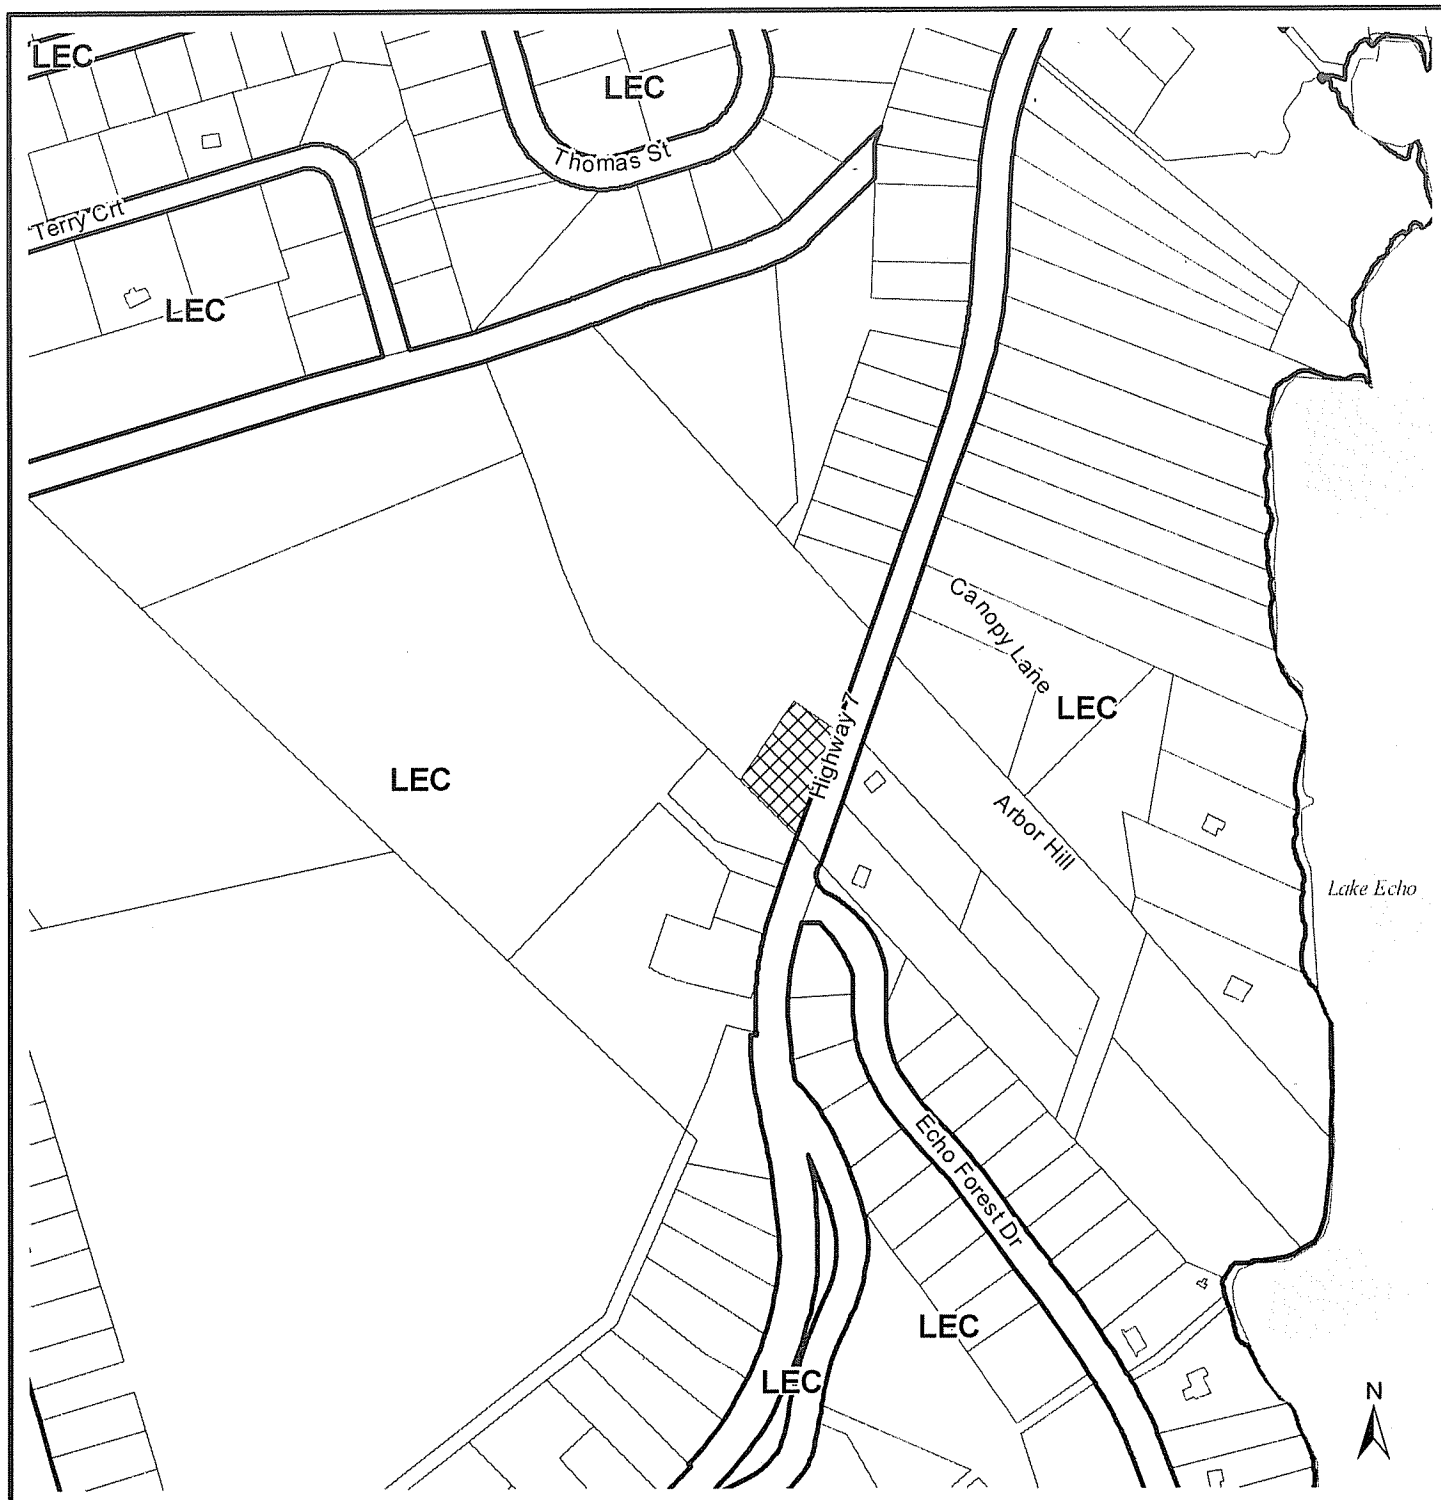 LEC
LEC
Thomas St
Terry Crt
LEC
Canopy Lane
LEC
Highway 7
LEC
Arbor Hill
Lake Echo
Echo Forest Dr
LEC
LEC
N